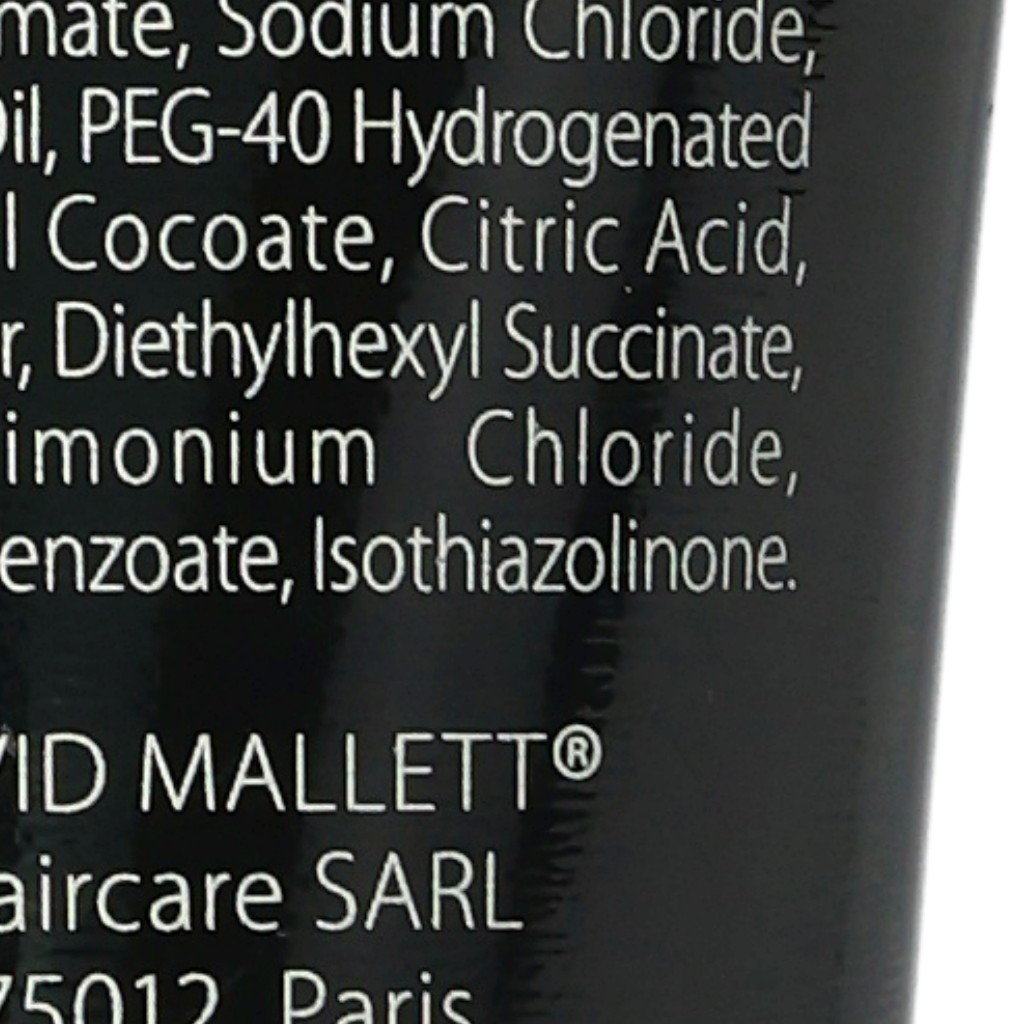 mate, Sodium Chloride,
Oil, PEG-40 Hydrogenated
l Cocoate, Citric Acid,
r, Diethylhexyl Succinate,
imonium Chloride,
enzoate, Isothiazolinone.
VID MALLETT®
aircare SARL
75012 Paris